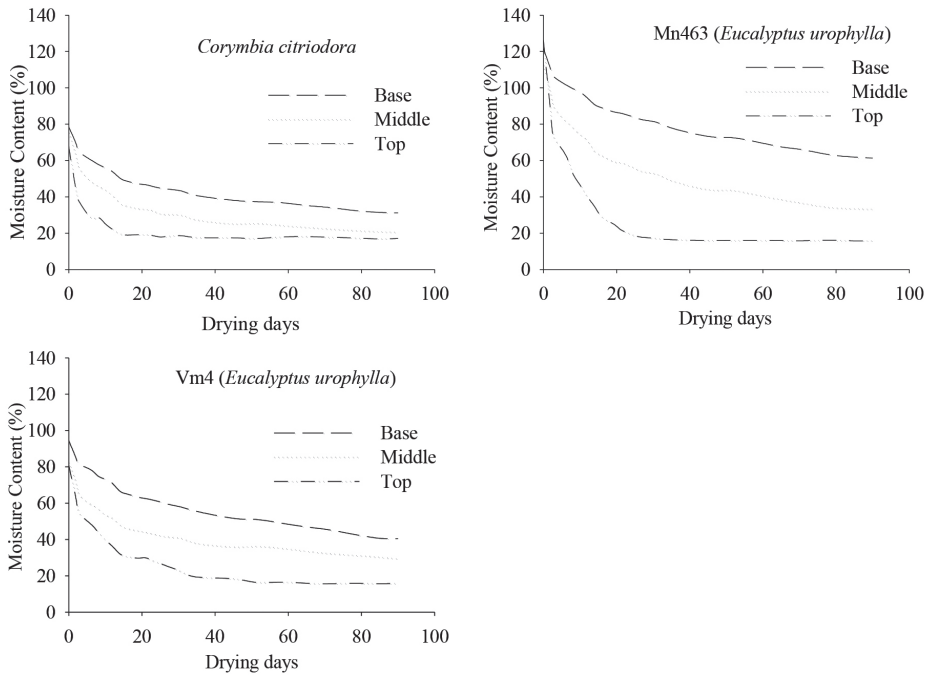 Corymbia citriodora
Base
Middle
Top
Moisture Content (%)
140
120
100
80
60
40
20
0
0 20 40 60 80 100
Drying days
Mn463 (Eucalyptus urophylla)
Base
Middle
Top
Moisture Content (%)
140
120
100
80
60
40
20
0
0 20 40 60 80 100
Drying days
Vm4 (Eucalyptus urophylla)
Base
Middle
Top
Moisture Content (%)
140
120
100
80
60
40
20
0
0 20 40 60 80 100
Drying days